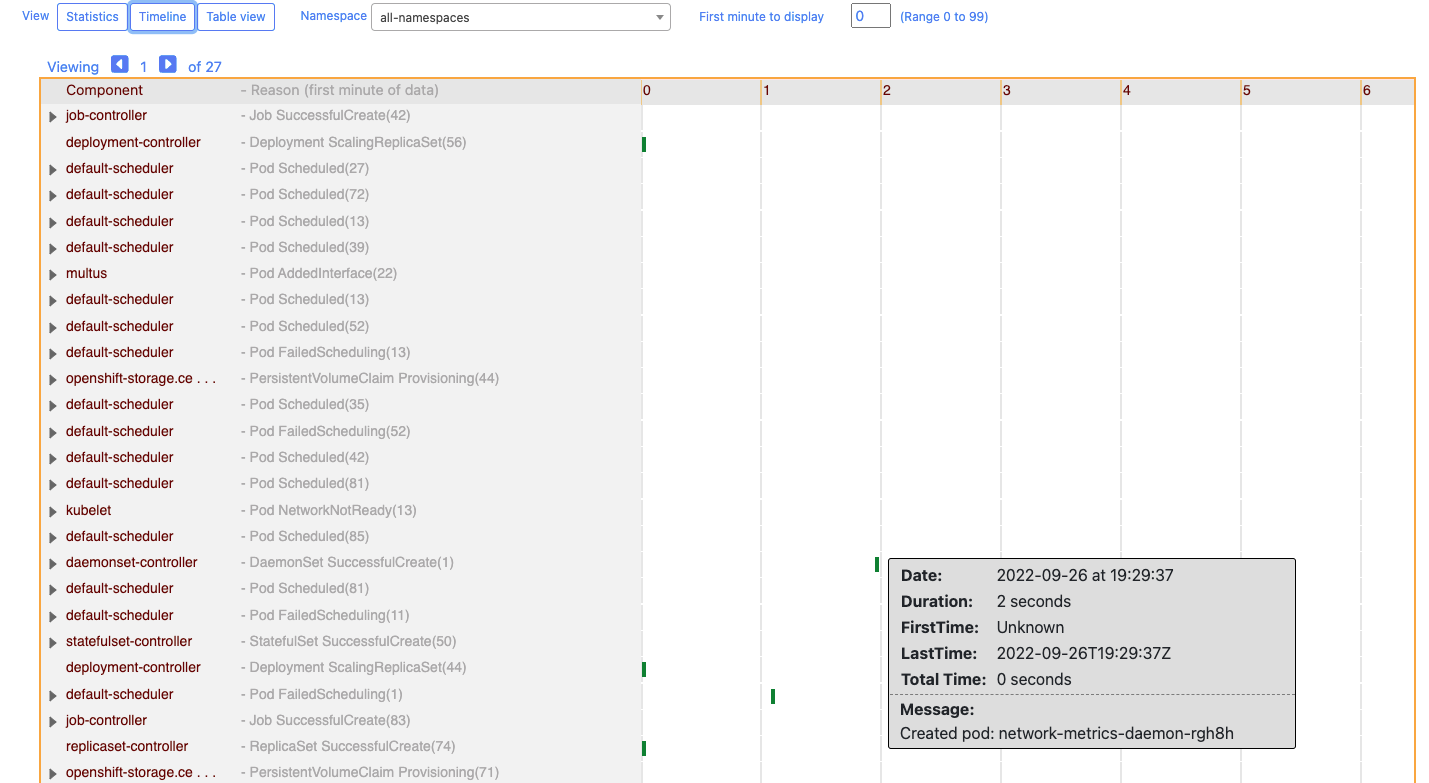 View Statistics Timeline Table view Namespace all-namespaces First minute to display 0 (Range 0 to 99)
Viewing 1 of 27
Component - Reason (first minute of data) 0 1 2 3 4 5 6
job-controller - Job SuccessfulCreate(42)
deployment-controller - Deployment ScalingReplicaSet(56)
default-scheduler - Pod Scheduled(27)
default-scheduler - Pod Scheduled(72)
default-scheduler - Pod Scheduled(13)
default-scheduler - Pod Scheduled(39)
multus - Pod AddedInterface(22)
default-scheduler - Pod Scheduled(13)
default-scheduler - Pod Scheduled(52)
default-scheduler - Pod FailedScheduling(13)
openshift-storage.ce . . . - PersistentVolumeClaim Provisioning(44)
default-scheduler - Pod Scheduled(35)
default-scheduler - Pod FailedScheduling(52)
default-scheduler - Pod Scheduled(42)
default-scheduler - Pod Scheduled(81)
kubelet - Pod NetworkNotReady(13)
default-scheduler - Pod Scheduled(85)
daemonset-controller - DaemonSet SuccessfulCreate(1)
default-scheduler - Pod Scheduled(81)
default-scheduler - Pod FailedScheduling(11)
statefulset-controller - StatefulSet SuccessfulCreate(50)
deployment-controller - Deployment ScalingReplicaSet(44)
default-scheduler - Pod FailedScheduling(1)
job-controller - Job SuccessfulCreate(83)
replicaset-controller - ReplicaSet SuccessfulCreate(74)
openshift-storage.ce . . . - PersistentVolumeClaim Provisioning(71)
Date: 2022-09-26 at 19:29:37
Duration: 2 seconds
FirstTime: Unknown
LastTime: 2022-09-26T19:29:37Z
Total Time: 0 seconds
Message:
Created pod: network-metrics-daemon-rgh8h